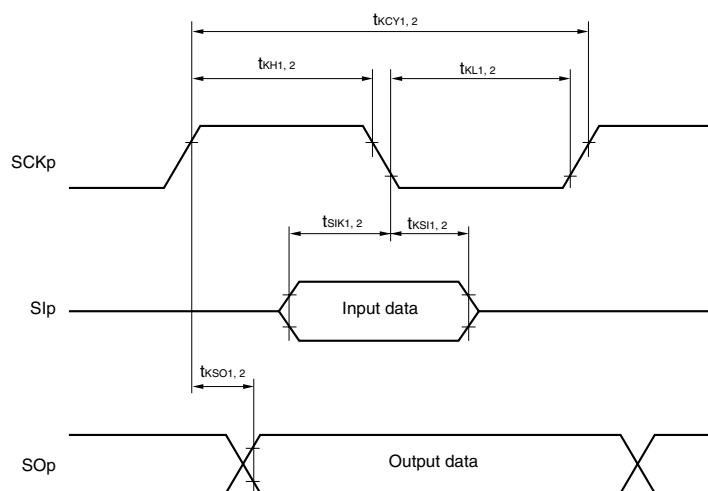 tKCY1, 2
tKH1, 2 tKL1, 2
SCKp
tSIK1, 2 tKSI1, 2
SIp Input data
tKSO1, 2
SOp Output data